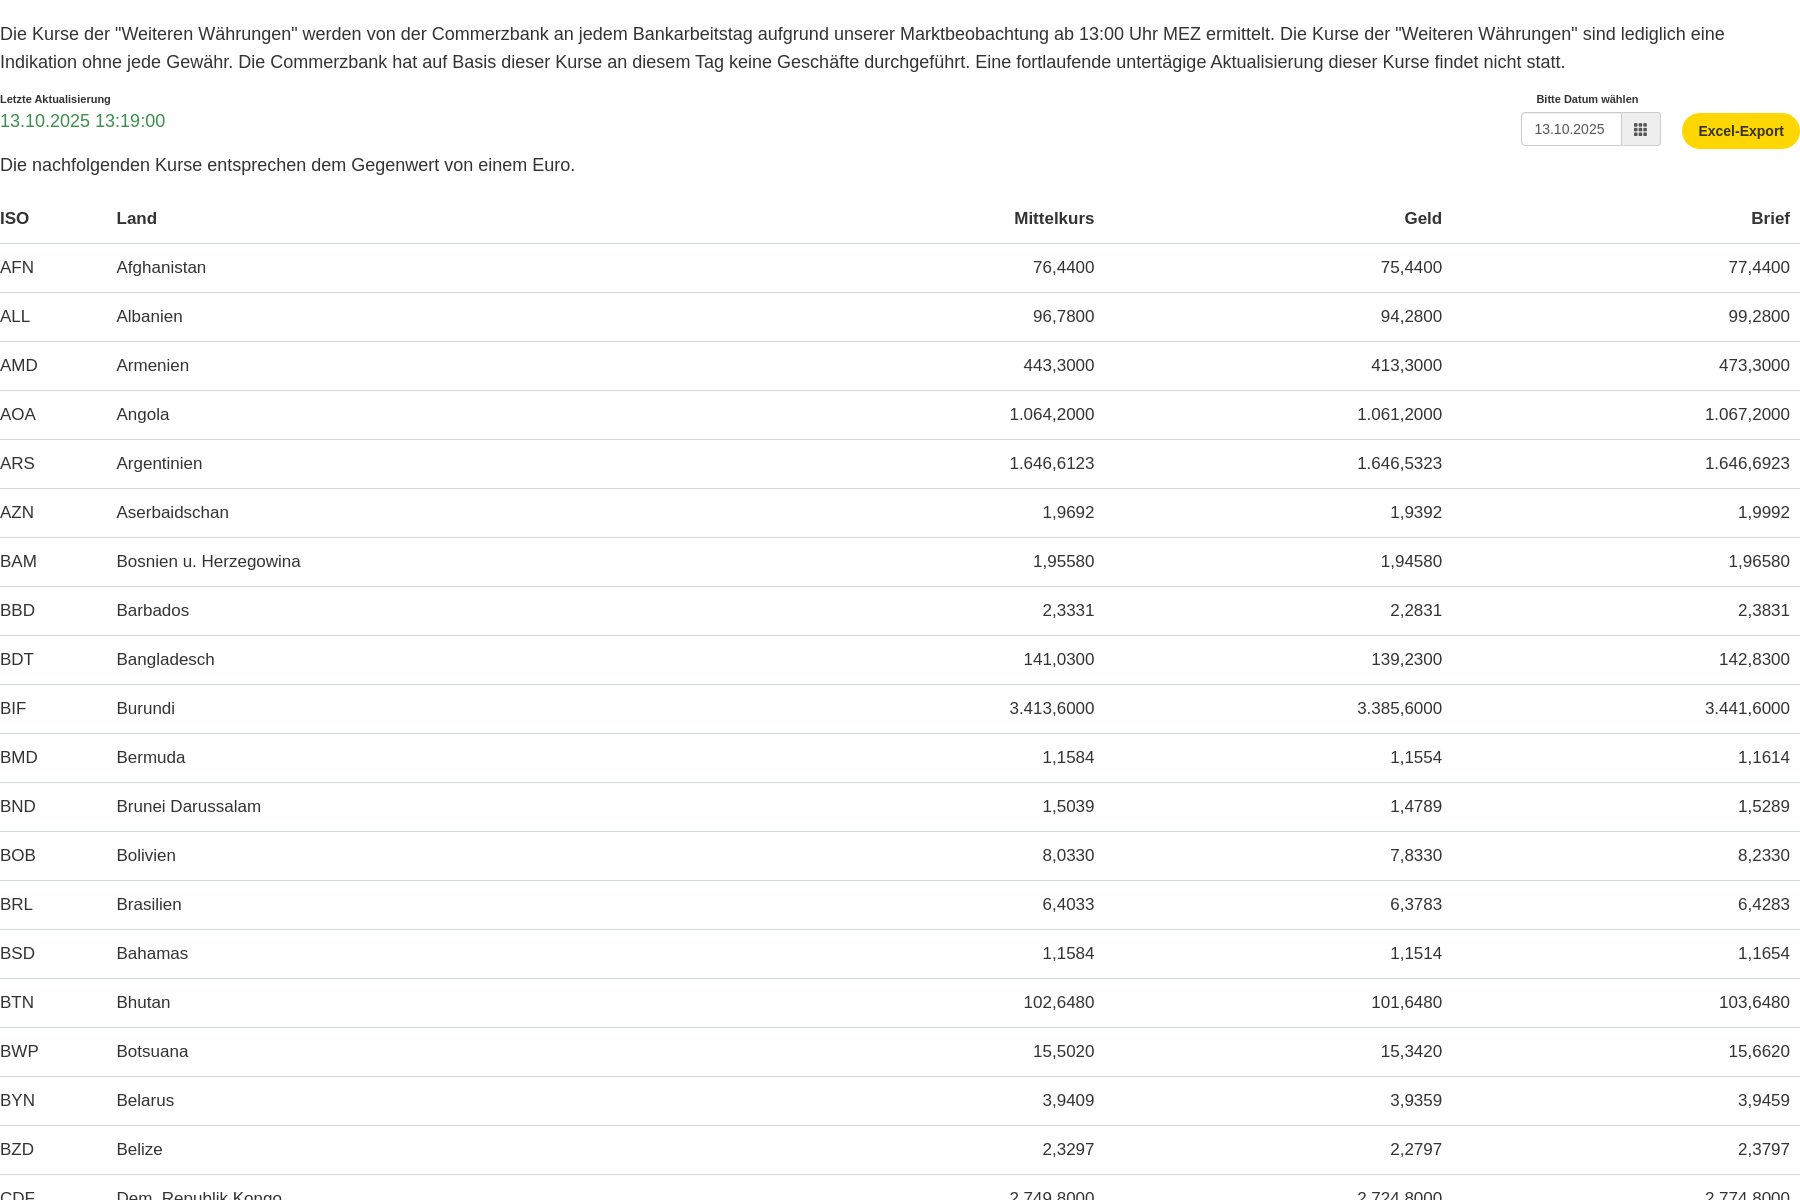 Die Kurse der "Weiteren Währungen" werden von der Commerzbank an jedem Bankarbeitstag aufgrund unserer Marktbeobachtung ab 13:00 Uhr MEZ ermittelt. Die Kurse der "Weiteren Währungen" sind lediglich eine
Indikation ohne jede Gewähr. Die Commerzbank hat auf Basis dieser Kurse an diesem Tag keine Geschäfte durchgeführt. Eine fortlaufende untertägige Aktualisierung dieser Kurse findet nicht statt.
Letzte Aktualisierung Bitte Datum wählen
13.10.2025 13:19:00 13.10.2025 Excel-Export
Die nachfolgenden Kurse entsprechen dem Gegenwert von einem Euro.
ISO Land Mittelkurs Geld Brief
AFN Afghanistan 76,4400 75,4400 77,4400
ALL Albanien 96,7800 94,2800 99,2800
AMD Armenien 443,3000 413,3000 473,3000
AOA Angola 1.064,2000 1.061,2000 1.067,2000
ARS Argentinien 1.646,6123 1.646,5323 1.646,6923
AZN Aserbaidschan 1,9692 1,9392 1,9992
BAM Bosnien u. Herzegowina 1,95580 1,94580 1,96580
BBD Barbados 2,3331 2,2831 2,3831
BDT Bangladesch 141,0300 139,2300 142,8300
BIF Burundi 3.413,6000 3.385,6000 3.441,6000
BMD Bermuda 1,1584 1,1554 1,1614
BND Brunei Darussalam 1,5039 1,4789 1,5289
BOB Bolivien 8,0330 7,8330 8,2330
BRL Brasilien 6,4033 6,3783 6,4283
BSD Bahamas 1,1584 1,1514 1,1654
BTN Bhutan 102,6480 101,6480 103,6480
BWP Botsuana 15,5020 15,3420 15,6620
BYN Belarus 3,9409 3,9359 3,9459
BZD Belize 2,3297 2,2797 2,3797
CDF Dem. Republik Kongo 2.749,8000 2.724,8000 2.774,8000